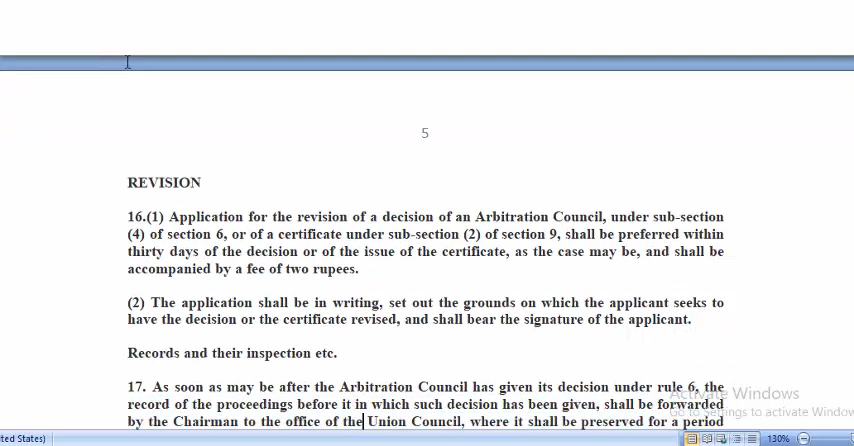 5
REVISION
16.(1) Application for the revision of a decision of an Arbitration Council, under sub-section
(4) of section 6, or of a certificate under sub-section (2) of section 9, shall be preferred within
thirty days of the decision or of the issue of the certificate, as the case may be, and shall be
accompanied by a fee of two rupees.
(2) The application shall be in writing, set out the grounds on which the applicant seeks to
have the decision or the certificate revised, and shall bear the signature of the applicant.
Records and their inspection etc.
17. As soon as may be after the Arbitration Council has given its decision under rule 6, the
record of the proceedings before it in which such decision has been given, shall be forwarded
by the Chairman to the office of the Union Council, where it shall be preserved for a period
Activate Windows
Go to Settings to activate Windows
ted States)
130%